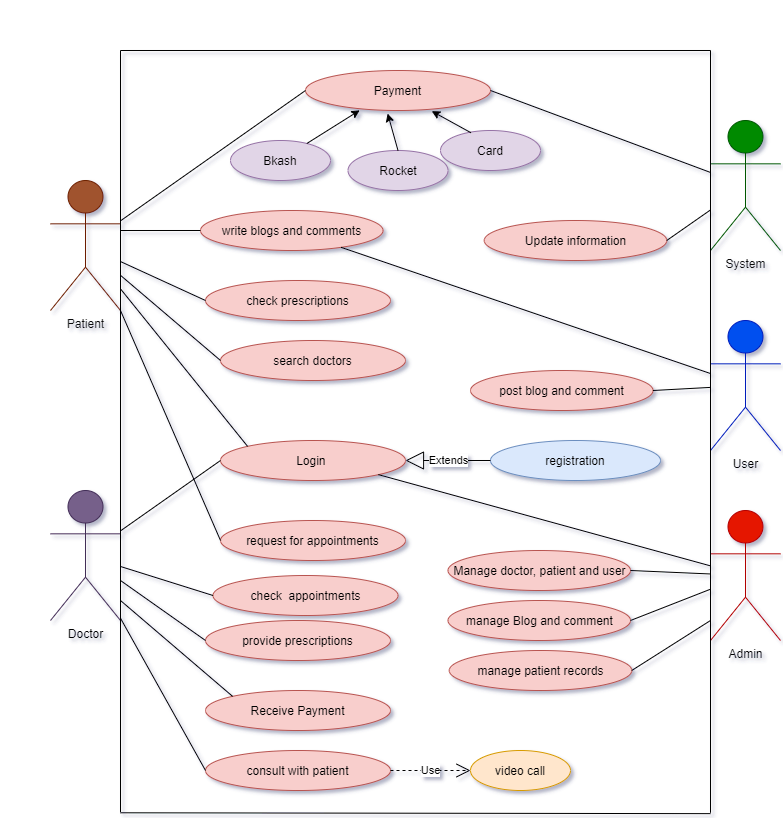 Payment
Bkash
Rocket
Card
write blogs and comments
Update information
System
check prescriptions
Patient
search doctors
post blog and comment
Login
Extends
registration
User
request for appointments
Manage doctor, patient and user
check  appointments
manage Blog and comment
Doctor
provide prescriptions
Admin
manage patient records
Receive Payment
consult with patient
Use
video call